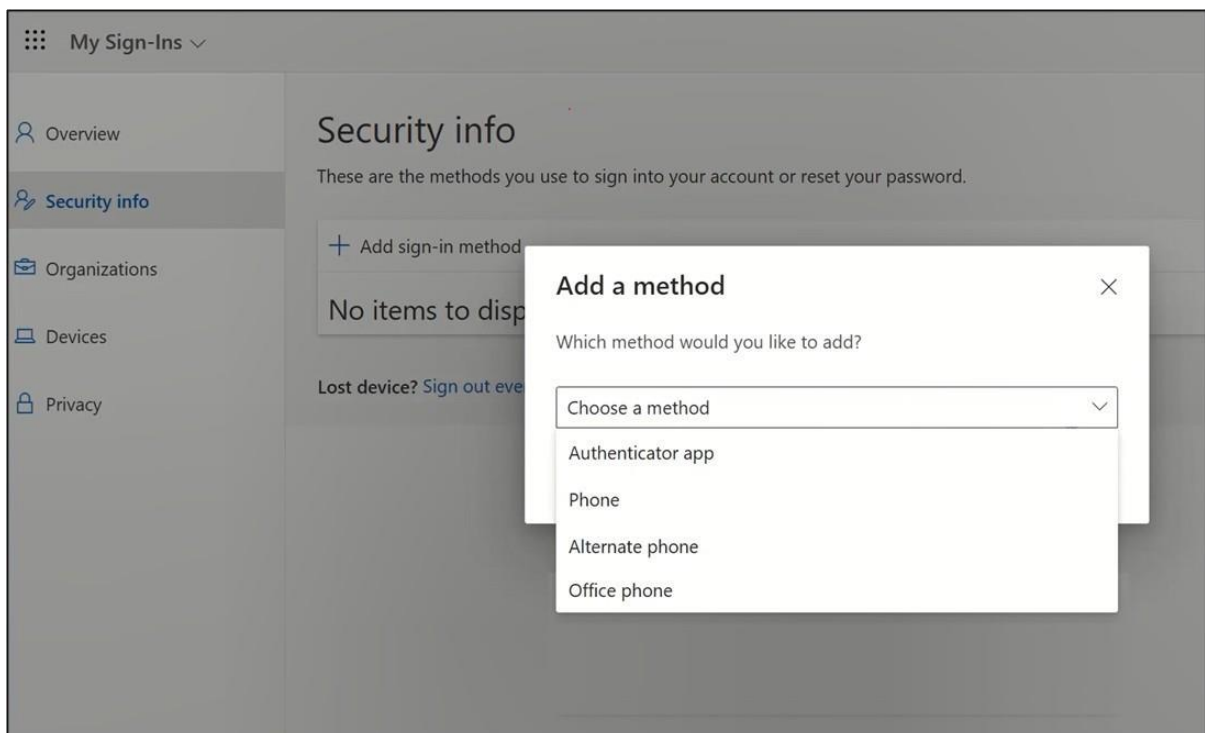 My Sign-Ins
Overview
Security info
Organizations
Devices
Privacy
Security info
These are the methods you use to sign into your account or reset your password.
Add sign-in method
No items to disp
Lost device? Sign out eve
Add a method
Which method would you like to add?
Choose a method
Authenticator app
Phone
Alternate phone
Office phone